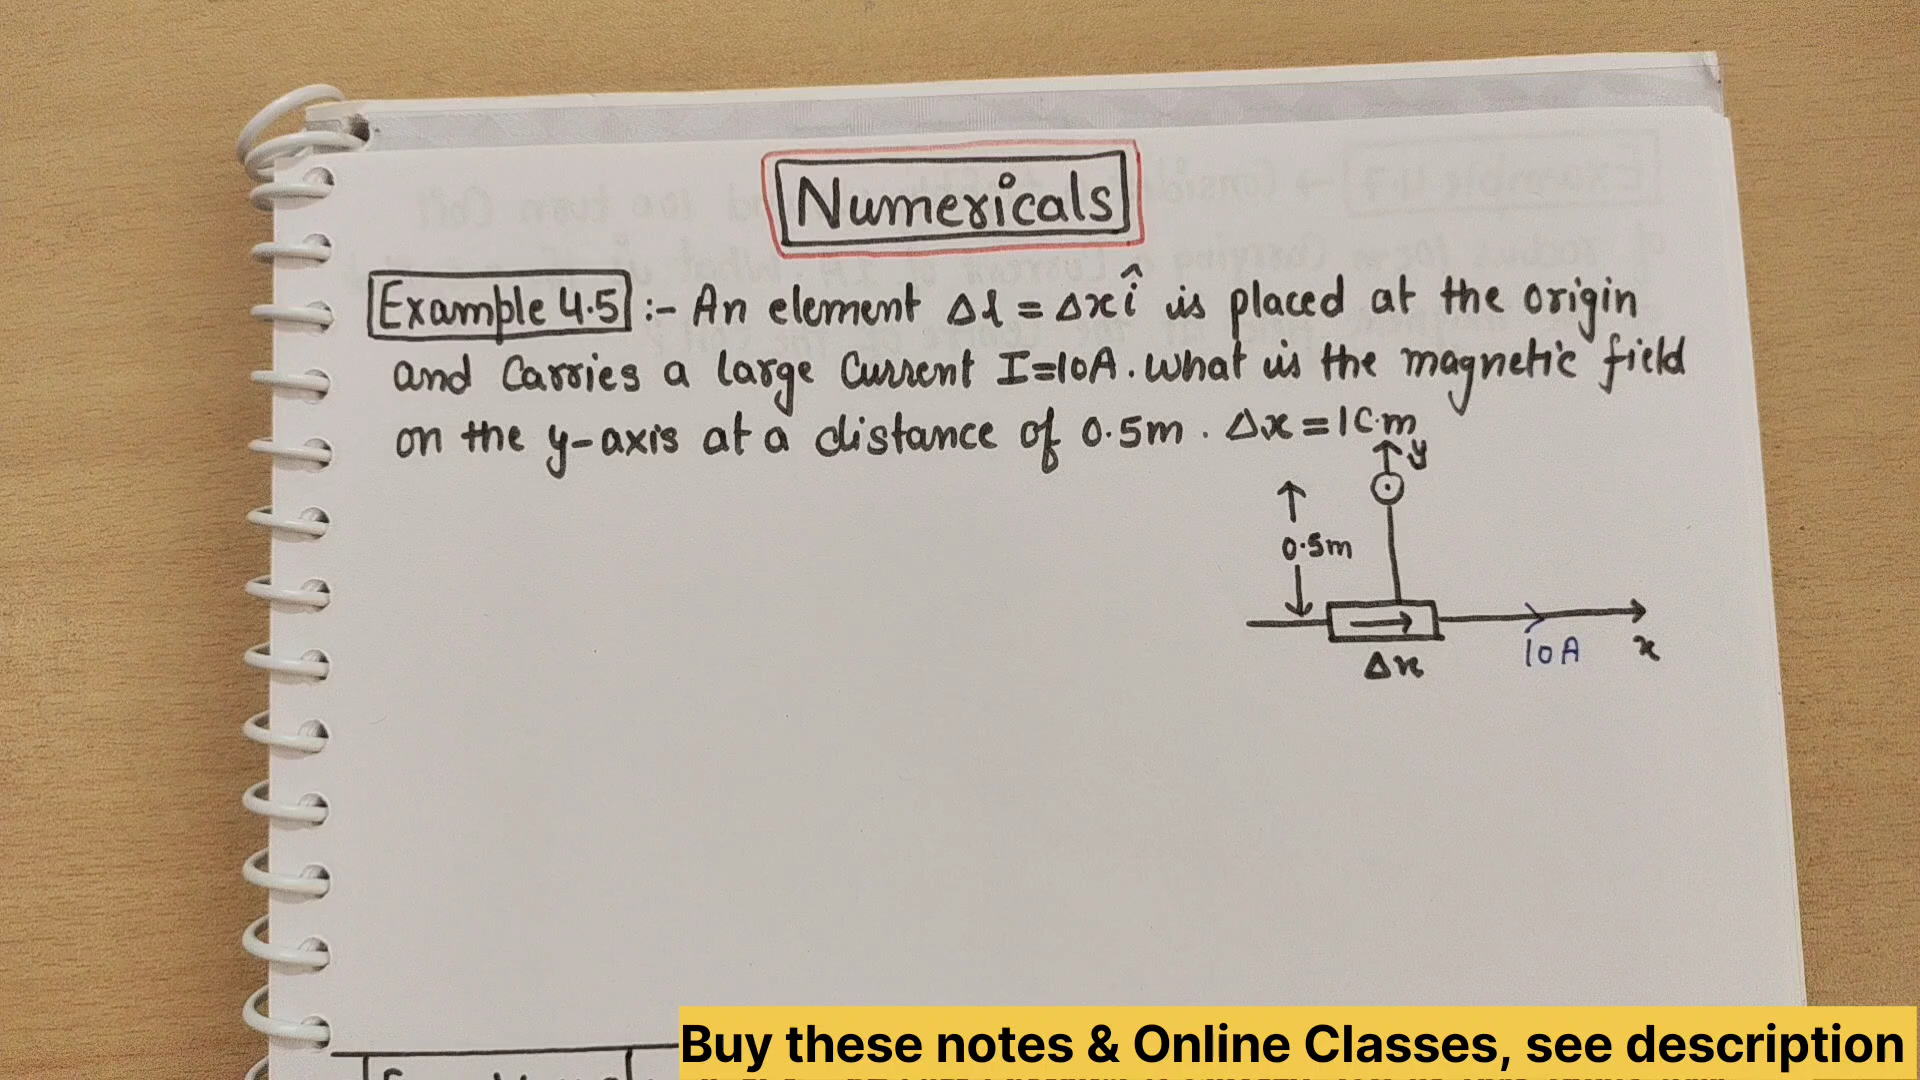 Numericals
Example 4.5 :- An element Δl = Δx î is placed at the origin
and Carries a large Current I=10A. What is the magnetic field
on the y-axis at a distance of 0.5m. Δx = 1C.m
y
0.5m
Δx
10A
x
Buy these notes & Online Classes, see description